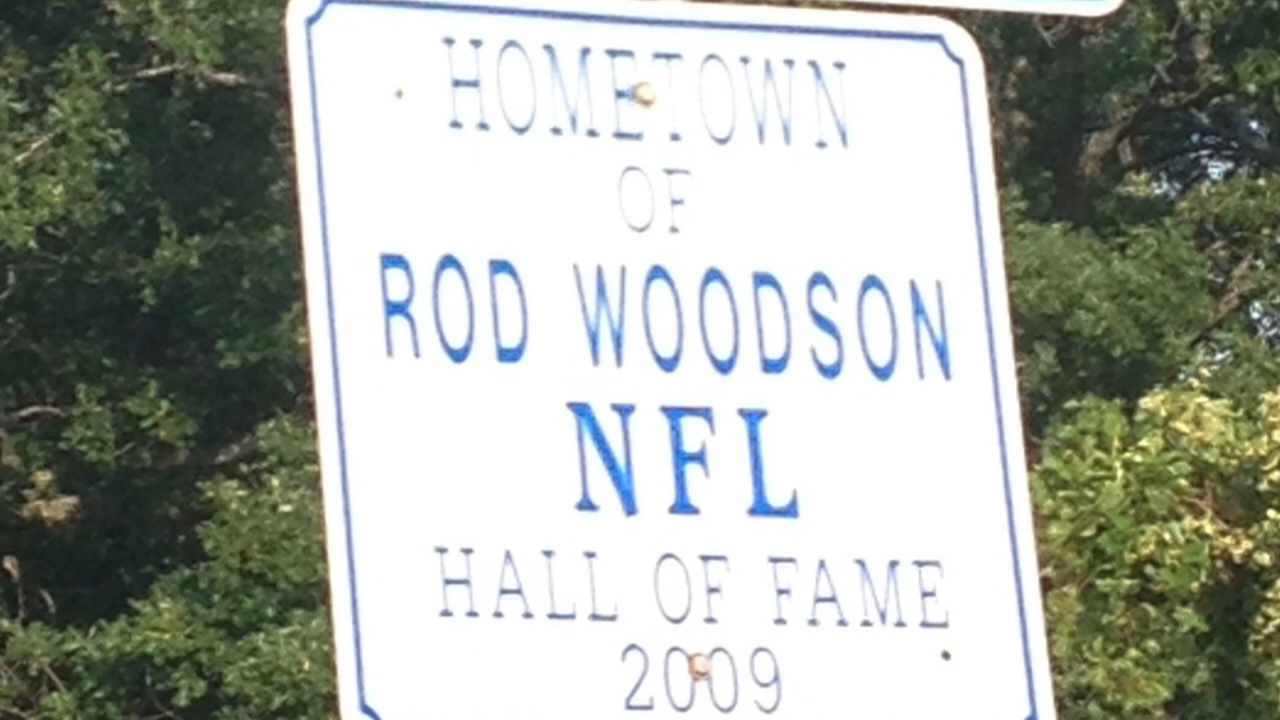 HOMETOWN
OF
ROD WOODSON
NFL
HALL OF FAME
2009